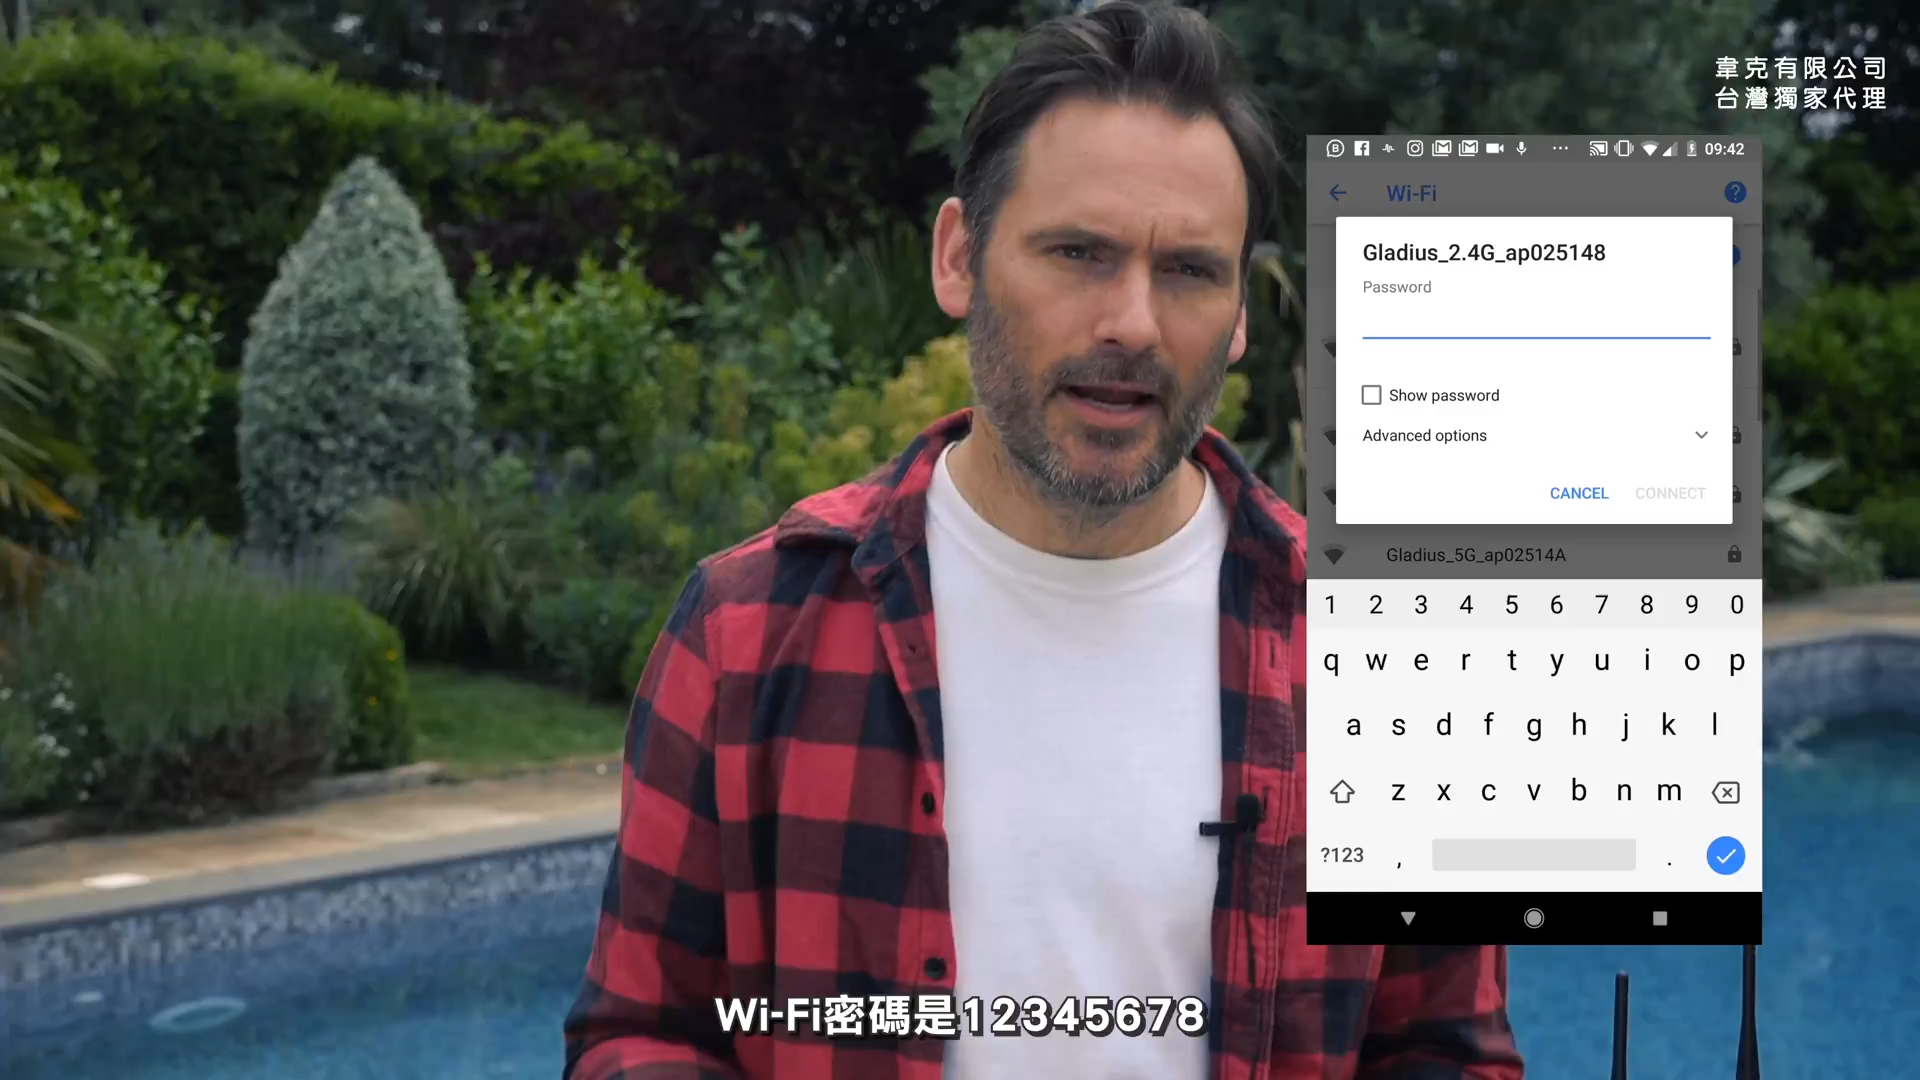 韋克有限公司
台灣獨家代理
09:42
Wi-Fi
Gladius_2.4G_ap025148
Password
Show password
Advanced options
CANCEL CONNECT
Gladius_5G_ap02514A
1 2 3 4 5 6 7 8 9 0
q w e r t y u i o p
a s d f g h j k l
z x c v b n m
?123 , .
Wi-Fi密碼是12345678